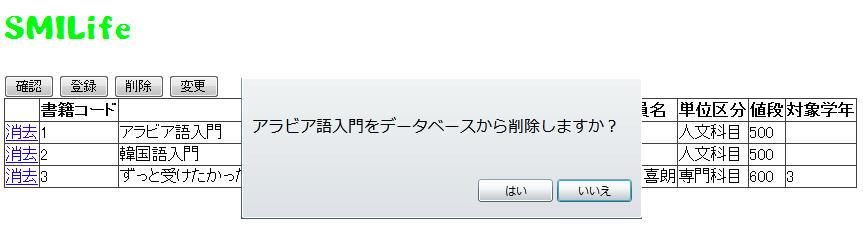 SMILife
確認 登録 削除 変更
書籍コード 員名 単位区分 値段 対象学年
消去 1 アラビア語入門 人文科目 500
消去 2 韓国語入門 人文科目 500
消去 3 ずっと受けたかった 喜朗 専門科目 600 3
アラビア語入門をデータベースから削除しますか？
はい いいえ